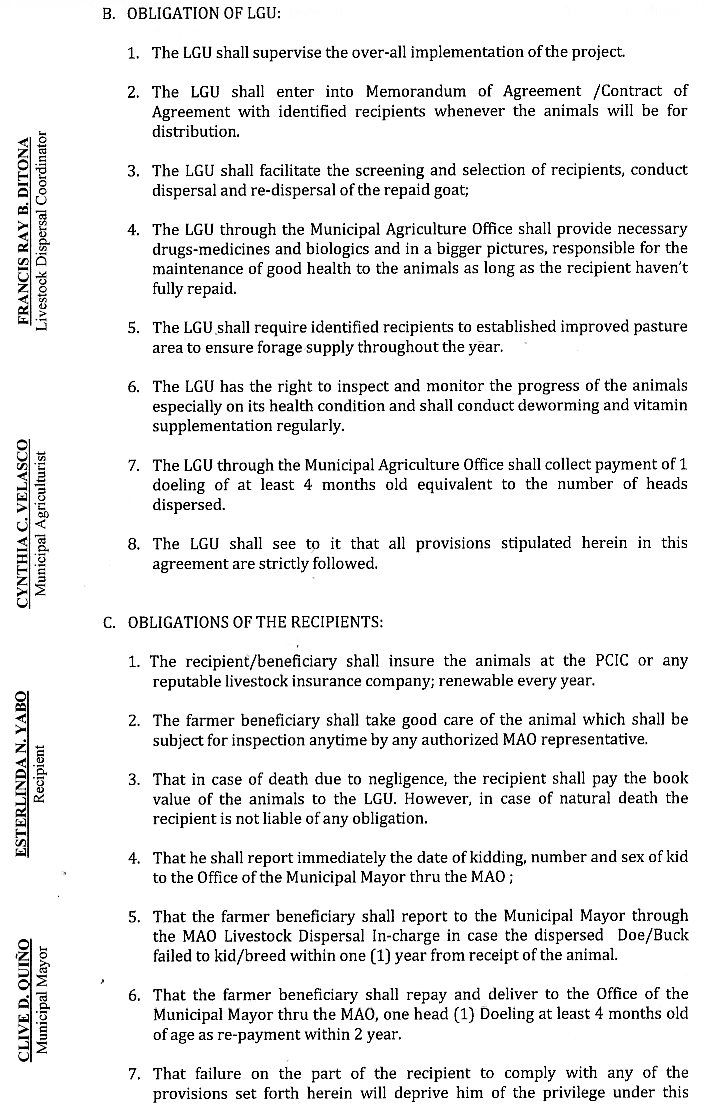 B. OBLIGATION OF LGU:
1. The LGU shall supervise the over-all implementation of the project.
2. The LGU shall enter into Memorandum of Agreement /Contract of
Agreement with identified recipients whenever the animals will be for
distribution.
3. The LGU shall facilitate the screening and selection of recipients, conduct
dispersal and re-dispersal of the repaid goat;
4. The LGU through the Municipal Agriculture Office shall provide necessary
drugs-medicines and biologics and in a bigger pictures, responsible for the
maintenance of good health to the animals as long as the recipient haven't
fully repaid.
5. The LGU shall require identified recipients to established improved pasture
area to ensure forage supply throughout the year.
6. The LGU has the right to inspect and monitor the progress of the animals
especially on its health condition and shall conduct deworming and vitamin
supplementation regularly.
7. The LGU through the Municipal Agriculture Office shall collect payment of 1
doeling of at least 4 months old equivalent to the number of heads
dispersed.
8. The LGU shall see to it that all provisions stipulated herein in this
agreement are strictly followed.
C. OBLIGATIONS OF THE RECIPIENTS:
1. The recipient/beneficiary shall insure the animals at the PCIC or any
reputable livestock insurance company; renewable every year.
2. The farmer beneficiary shall take good care of the animal which shall be
subject for inspection anytime by any authorized MAO representative.
3. That in case of death due to negligence, the recipient shall pay the book
value of the animals to the LGU. However, in case of natural death the
recipient is not liable of any obligation.
4. That he shall report immediately the date of kidding, number and sex of kid
to the Office of the Municipal Mayor thru the MAO ;
5. That the farmer beneficiary shall report to the Municipal Mayor through
the MAO Livestock Dispersal In-charge in case the dispersed Doe/Buck
failed to kid/breed within one (1) year from receipt of the animal.
6. That the farmer beneficiary shall repay and deliver to the Office of the
Municipal Mayor thru the MAO, one head (1) Doeling at least 4 months old
of age as re-payment within 2 year.
7. That failure on the part of the recipient to comply with any of the
provisions set forth herein will deprive him of the privilege under this
CLIVE D. QUIÑO
Municipal Mayor
ESTERLINDA N. YABO
Recipient
CYNTHIA C. VELASCO
Municipal Agriculturist
FRANCIS RAY B. DITONA
Livestock Dispersal Coordinator